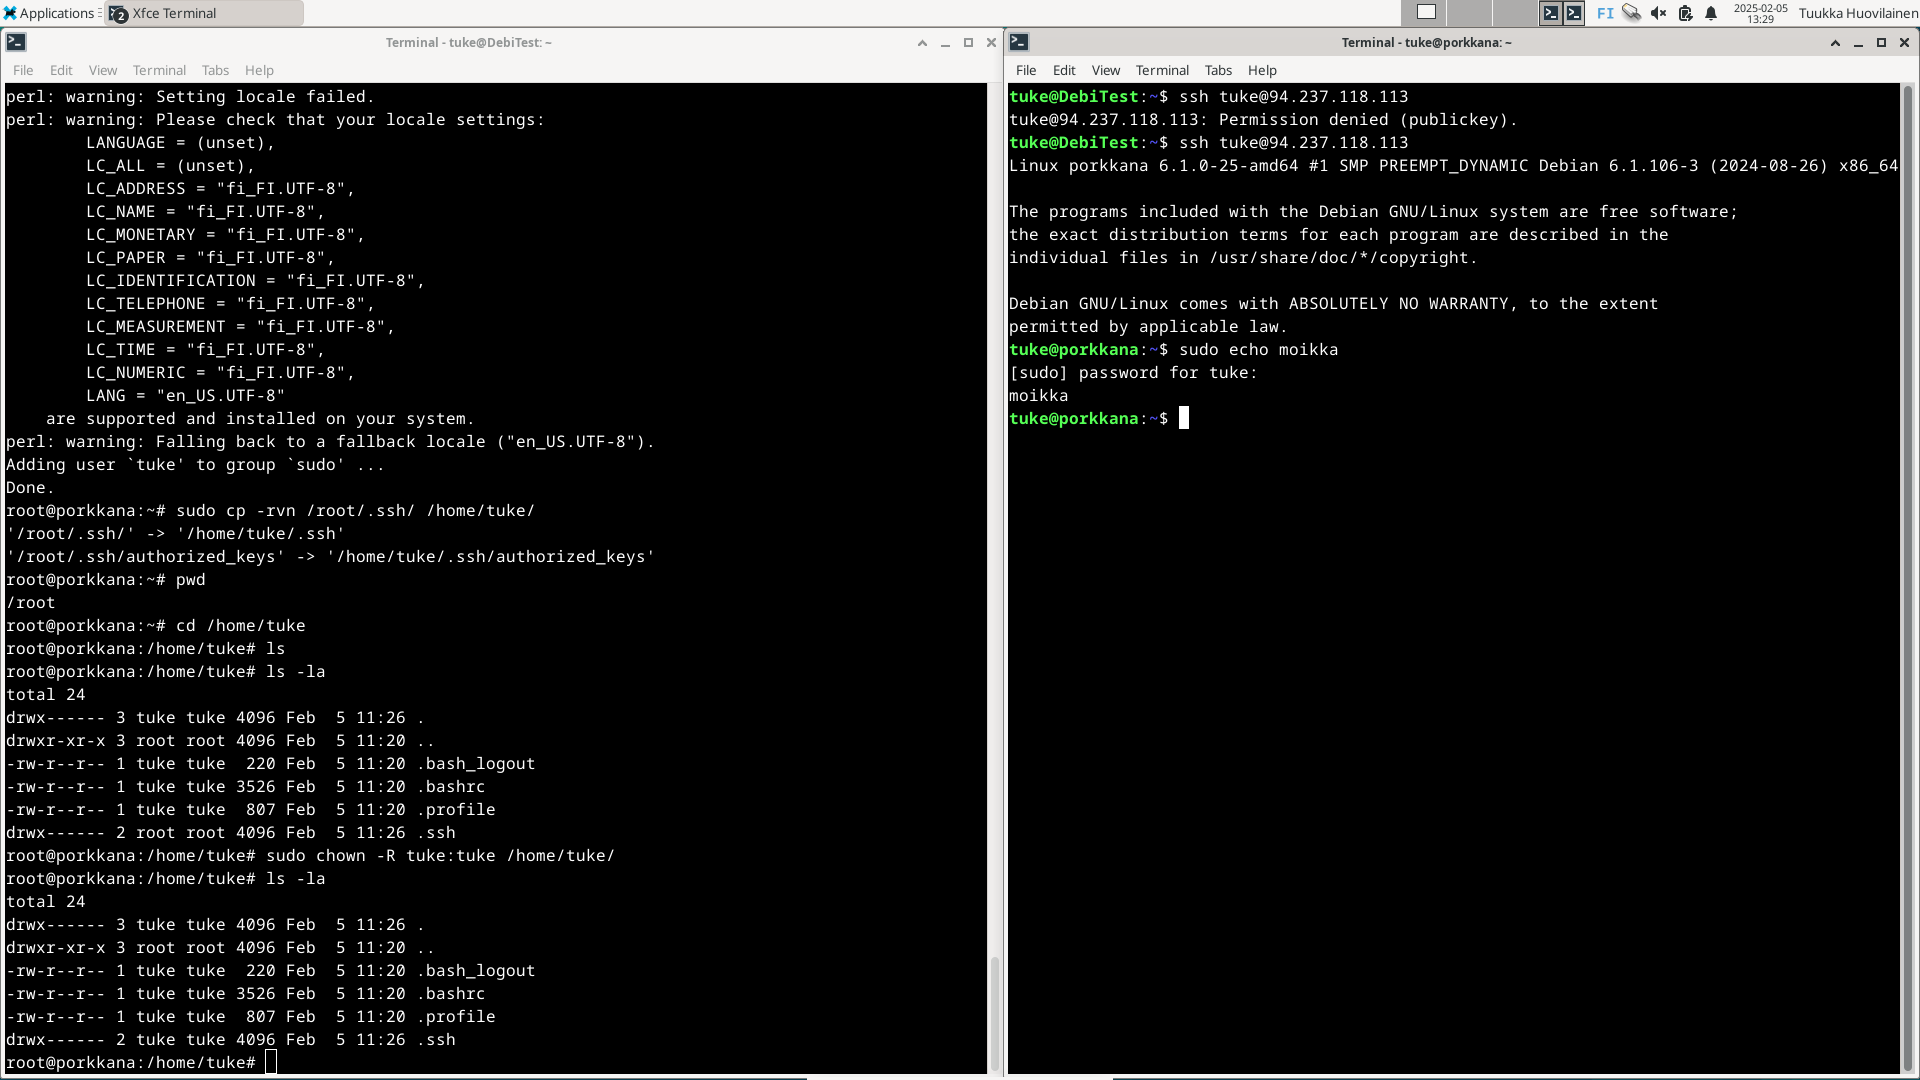 Applications
2
Xfce Terminal
FI
2025-02-05
13:29
Tuukka Huovilainen
Terminal - tuke@DebiTest: ~
File Edit View Terminal Tabs Help
perl: warning: Setting locale failed.
perl: warning: Please check that your locale settings:
        LANGUAGE = (unset),
        LC_ALL = (unset),
        LC_ADDRESS = "fi_FI.UTF-8",
        LC_NAME = "fi_FI.UTF-8",
        LC_MONETARY = "fi_FI.UTF-8",
        LC_PAPER = "fi_FI.UTF-8",
        LC_IDENTIFICATION = "fi_FI.UTF-8",
        LC_TELEPHONE = "fi_FI.UTF-8",
        LC_MEASUREMENT = "fi_FI.UTF-8",
        LC_TIME = "fi_FI.UTF-8",
        LC_NUMERIC = "fi_FI.UTF-8",
        LANG = "en_US.UTF-8"
    are supported and installed on your system.
perl: warning: Falling back to a fallback locale ("en_US.UTF-8").
Adding user `tuke' to group `sudo' ...
Done.
root@porkkana:~# sudo cp -rvn /root/.ssh/ /home/tuke/
'/root/.ssh/' -> '/home/tuke/.ssh'
'/root/.ssh/authorized_keys' -> '/home/tuke/.ssh/authorized_keys'
root@porkkana:~# pwd
/root
root@porkkana:~# cd /home/tuke
root@porkkana:/home/tuke# ls
root@porkkana:/home/tuke# ls -la
total 24
drwx------ 3 tuke tuke 4096 Feb  5 11:26 .
drwxr-xr-x 3 root root 4096 Feb  5 11:20 ..
-rw-r--r-- 1 tuke tuke  220 Feb  5 11:20 .bash_logout
-rw-r--r-- 1 tuke tuke 3526 Feb  5 11:20 .bashrc
-rw-r--r-- 1 tuke tuke  807 Feb  5 11:20 .profile
drwx------ 2 root root 4096 Feb  5 11:26 .ssh
root@porkkana:/home/tuke# sudo chown -R tuke:tuke /home/tuke/
root@porkkana:/home/tuke# ls -la
total 24
drwx------ 3 tuke tuke 4096 Feb  5 11:26 .
drwxr-xr-x 3 root root 4096 Feb  5 11:20 ..
-rw-r--r-- 1 tuke tuke  220 Feb  5 11:20 .bash_logout
-rw-r--r-- 1 tuke tuke 3526 Feb  5 11:20 .bashrc
-rw-r--r-- 1 tuke tuke  807 Feb  5 11:20 .profile
drwx------ 2 tuke tuke 4096 Feb  5 11:26 .ssh
root@porkkana:/home/tuke#
Terminal - tuke@porkkana: ~
File Edit View Terminal Tabs Help
tuke@DebiTest:~$ ssh tuke@94.237.118.113
tuke@94.237.118.113: Permission denied (publickey).
tuke@DebiTest:~$ ssh tuke@94.237.118.113
Linux porkkana 6.1.0-25-amd64 #1 SMP PREEMPT_DYNAMIC Debian 6.1.106-3 (2024-08-26) x86_64
The programs included with the Debian GNU/Linux system are free software;
the exact distribution terms for each program are described in the
individual files in /usr/share/doc/*/copyright.
Debian GNU/Linux comes with ABSOLUTELY NO WARRANTY, to the extent
permitted by applicable law.
tuke@porkkana:~$ sudo echo moikka
[sudo] password for tuke:
moikka
tuke@porkkana:~$